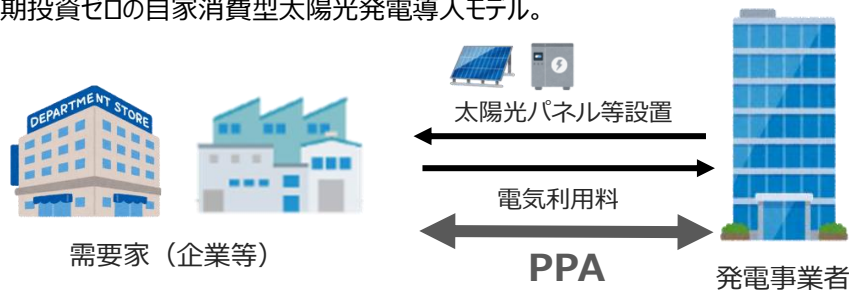 期投資ゼロの自家消費型太陽光発電導入モデル。
DEPARTMENT STORE
太陽光パネル等設置
電気利用料
需要家（企業等）
PPA
発電事業者